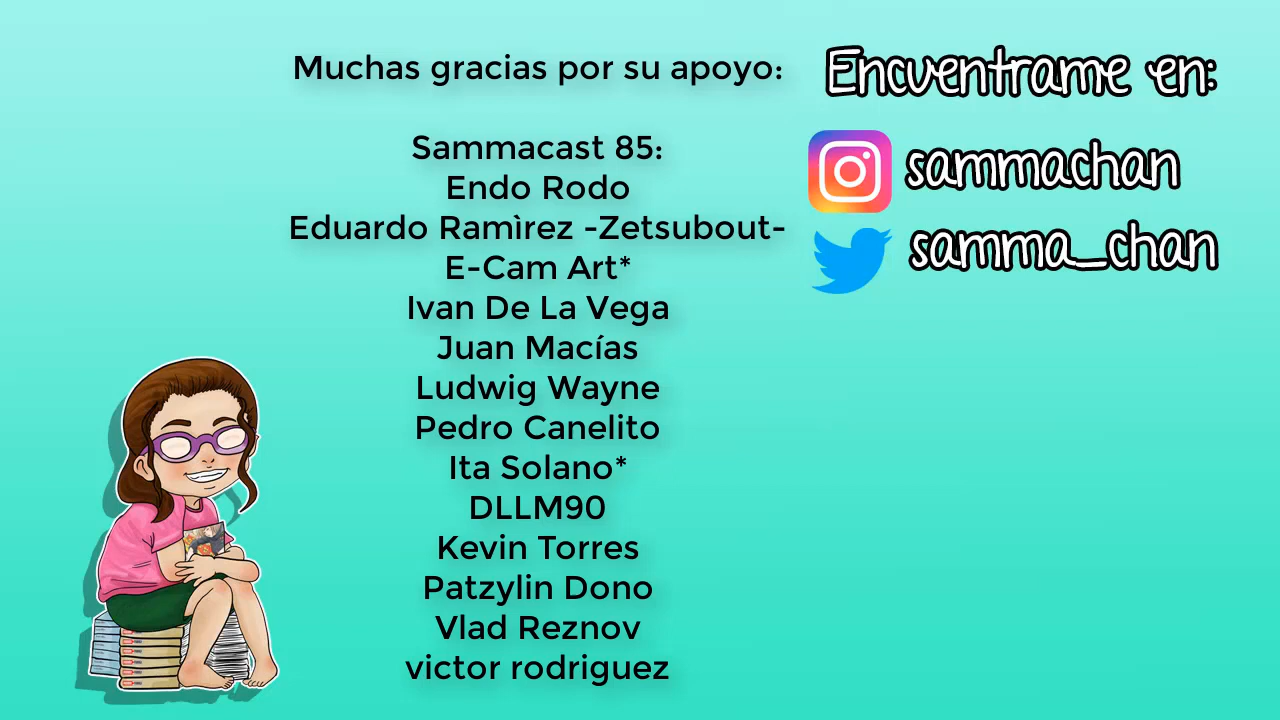 Muchas gracias por su apoyo:
Sammacast 85:
Endo Rodo
Eduardo Ramìrez -Zetsubout-
E-Cam Art*
Ivan De La Vega
Juan Macías
Ludwig Wayne
Pedro Canelito
Ita Solano*
DLLM90
Kevin Torres
Patzylin Dono
Vlad Reznov
victor rodriguez
Encuentrame en:
sammachan
samma_chan